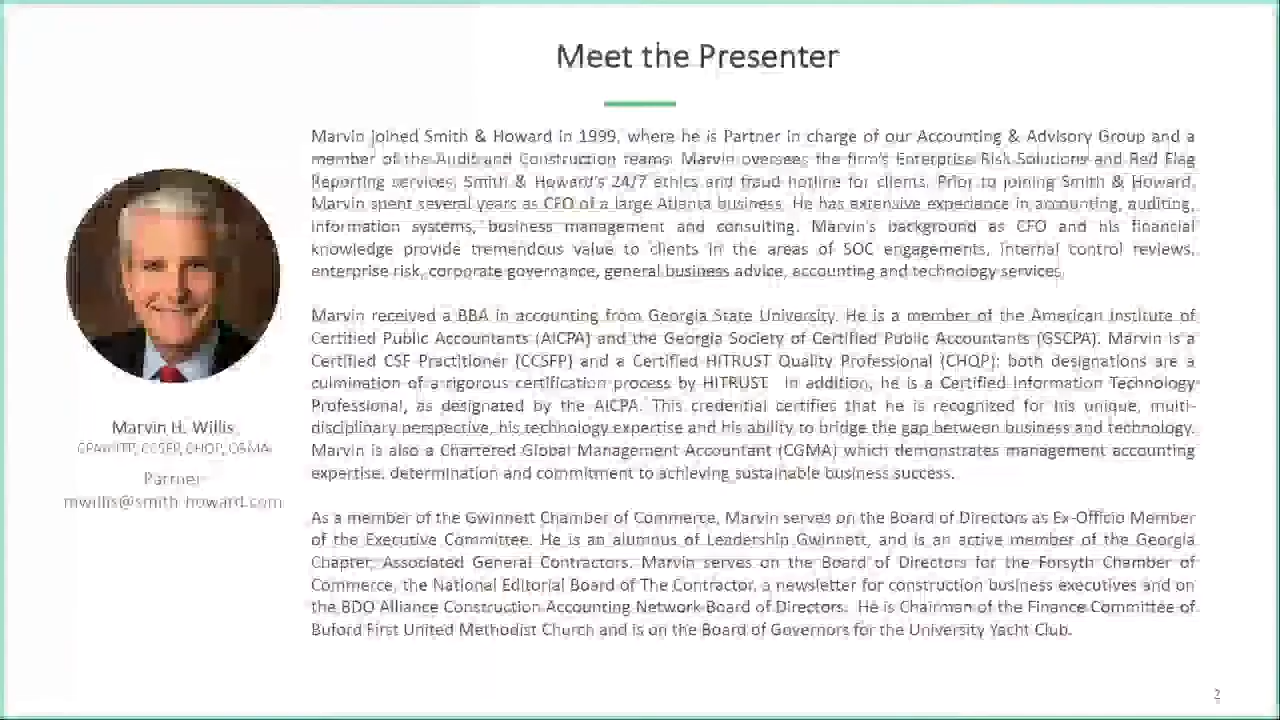 Meet the Presenter
Marvin joined Smith & Howard in 1999, where he is Partner in charge of our Accounting & Advisory Group and a
member of the Audit and Construction teams. Marvin oversees the firm's Enterprise Risk Solutions and Red Flag
Reporting services, Smith & Howard's 24/7 ethics and fraud hotline for clients. Prior to joining Smith & Howard,
Marvin spent several years as CFO of a large Atlanta business. He has extensive experience in accounting, auditing,
information systems, business management and consulting. Marvin's background as CFO and his financial
knowledge provide tremendous value to clients in the areas of SOC engagements, internal control reviews,
enterprise risk, corporate governance, general business advice, accounting and technology services.
Marvin received a BBA in accounting from Georgia State University. He is a member of the American Institute of
Certified Public Accountants (AICPA) and the Georgia Society of Certified Public Accountants (GSCPA). Marvin is a
Certified CSF Practitioner (CCSFP) and a Certified HITRUST Quality Professional (CHQP); both designations are a
culmination of a rigorous certification process by HITRUST. In addition, he is a Certified Information Technology
Professional, as designated by the AICPA. This credential certifies that he is recognized for his unique, multi-
disciplinary perspective, his technology expertise and his ability to bridge the gap between business and technology.
Marvin is also a Chartered Global Management Accountant (CGMA) which demonstrates management accounting
expertise, determination and commitment to achieving sustainable business success.
As a member of the Gwinnett Chamber of Commerce, Marvin serves on the Board of Directors as Ex-Officio Member
of the Executive Committee. He is an alumnus of Leadership Gwinnett, and is an active member of the Georgia
Chapter, Associated General Contractors. Marvin serves on the Board of Directors for the Forsyth Chamber of
Commerce, the National Editorial Board of The Contractor, a newsletter for construction business executives and on
the BDO Alliance Construction Accounting Network Board of Directors. He is Chairman of the Finance Committee of
Buford First United Methodist Church and is on the Board of Governors for the University Yacht Club.
Marvin H. Willis
CPA, CITP, CCSFP, CHQP, CGMA
Partner
mwillis@smith-howard.com
2